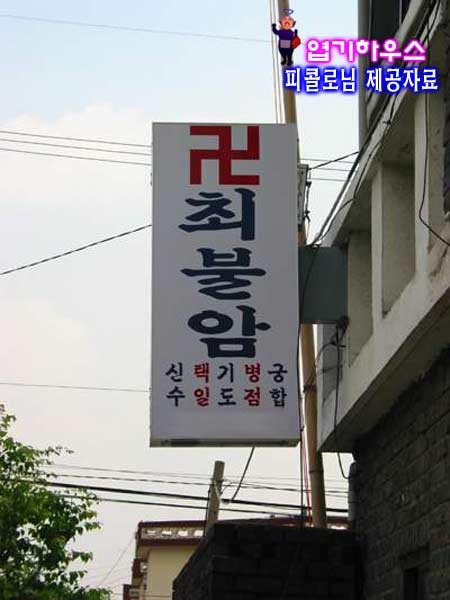 엽기하우스
피콜로님 제공자료
卍
최
불
암
신택기병궁
수일도점합